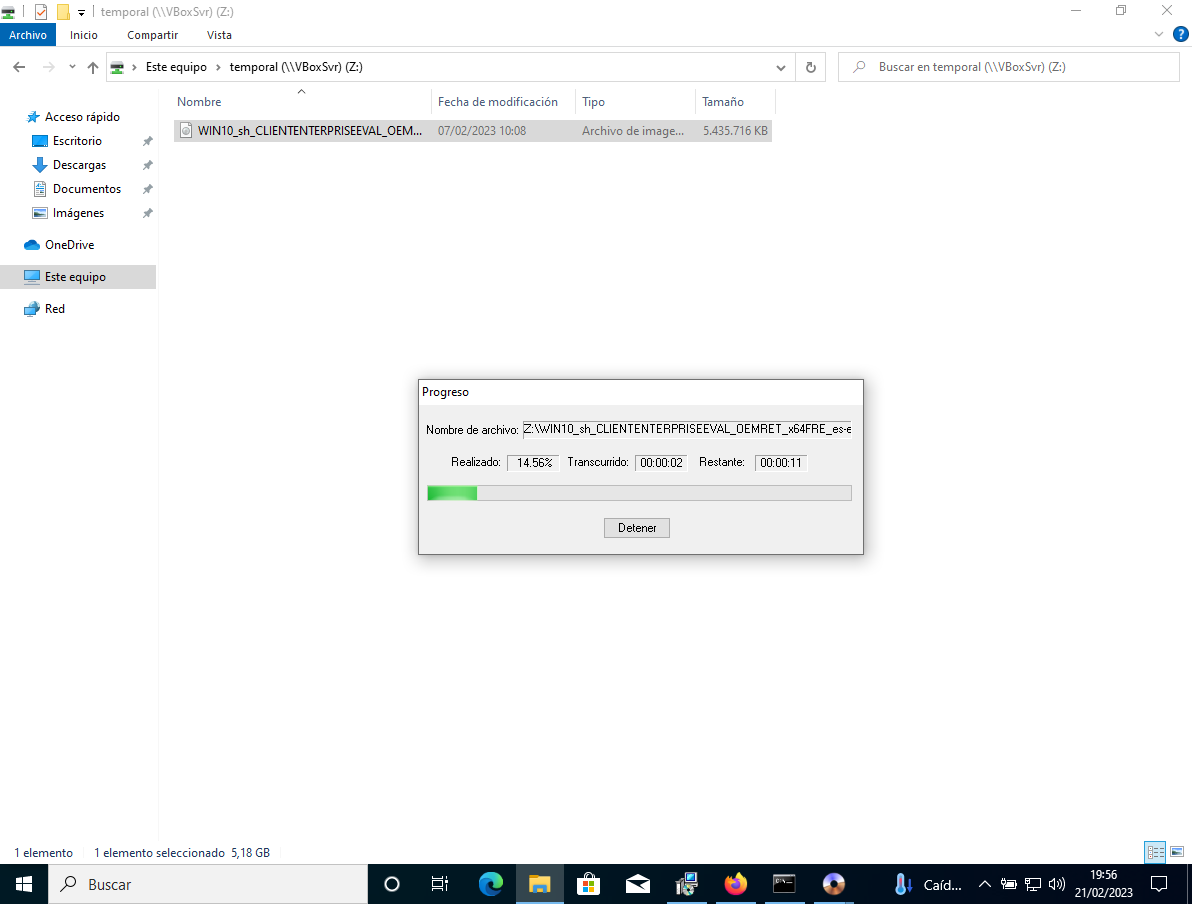 temporal (\\VBoxSvr) (Z:)
Archivo Inicio Compartir Vista
Este equipo temporal (\\VBoxSvr) (Z:)
Buscar en temporal (\\VBoxSvr) (Z:)
Nombre Fecha de modificación Tipo Tamaño
WIN10_sh_CLIENTENTERPRISEEVAL_OEM... 07/02/2023 10:08 Archivo de image... 5.435.716 KB
Acceso rápido
Escritorio
Descargas
Documentos
Imágenes
OneDrive
Este equipo
Red
Progreso
Nombre de archivo: Z:\WIN10_sh_CLIENTENTERPRISEEVAL_OEMRET_x64FRE_es-e
Realizado: 14.56% Transcurrido: 00:00:02 Restante: 00:00:11
Detener
1 elemento 1 elemento seleccionado 5,18 GB
Buscar
Caíd...
19:56
21/02/2023